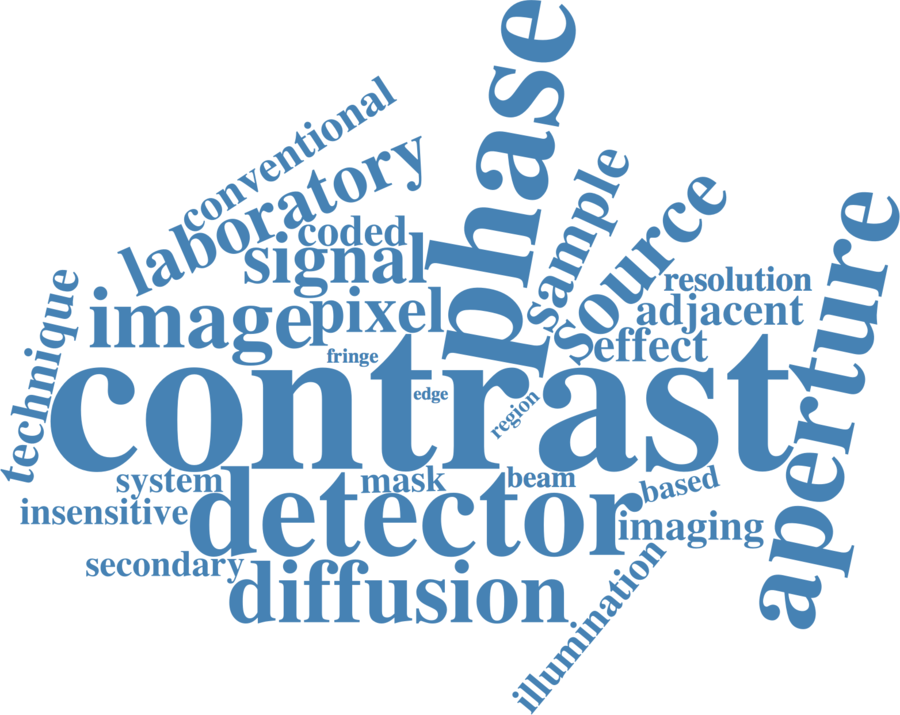 phase
conventional
laboratory
sample
source
coded
signal
aperture
resolution
technique
image
pixel
adjacent
effect
fringe
contrast
edge
region
system
mask
beam
based
insensitive
detector
imaging
secondary
diffusion
illumination